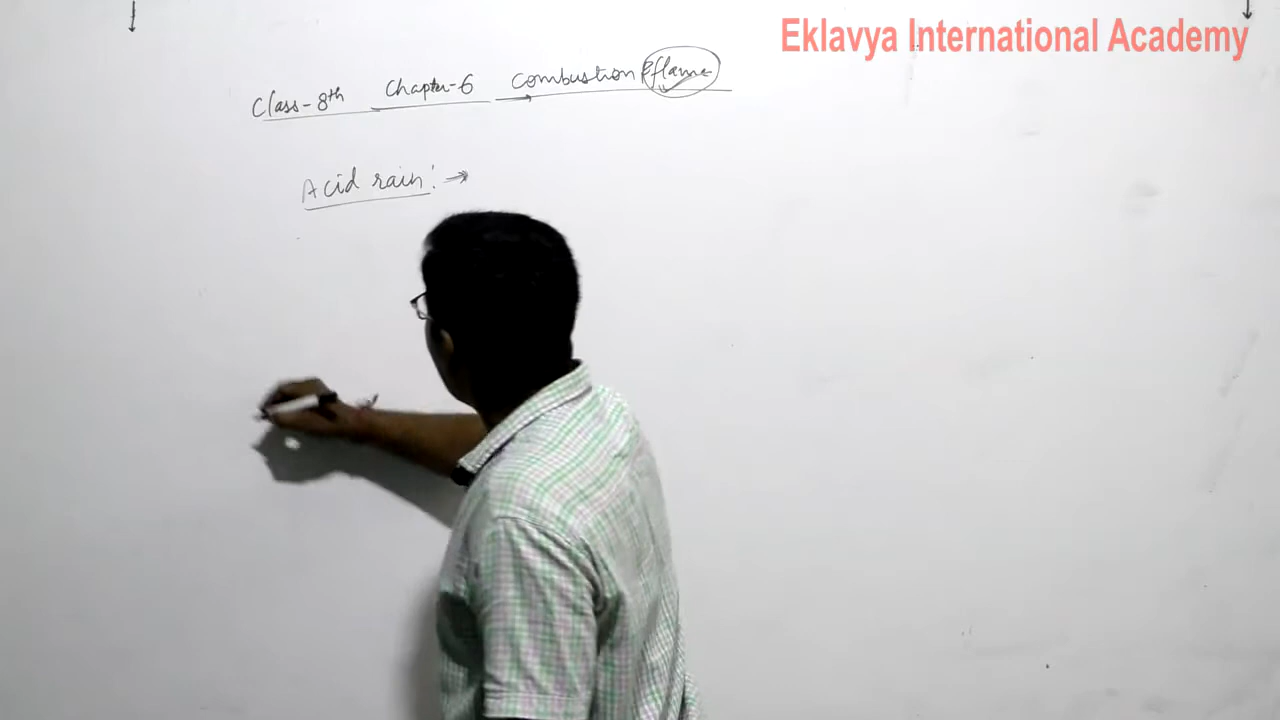 Eklavya International Academy
Class-8th Chapter-6 Combustion & flame
Acid rain:→